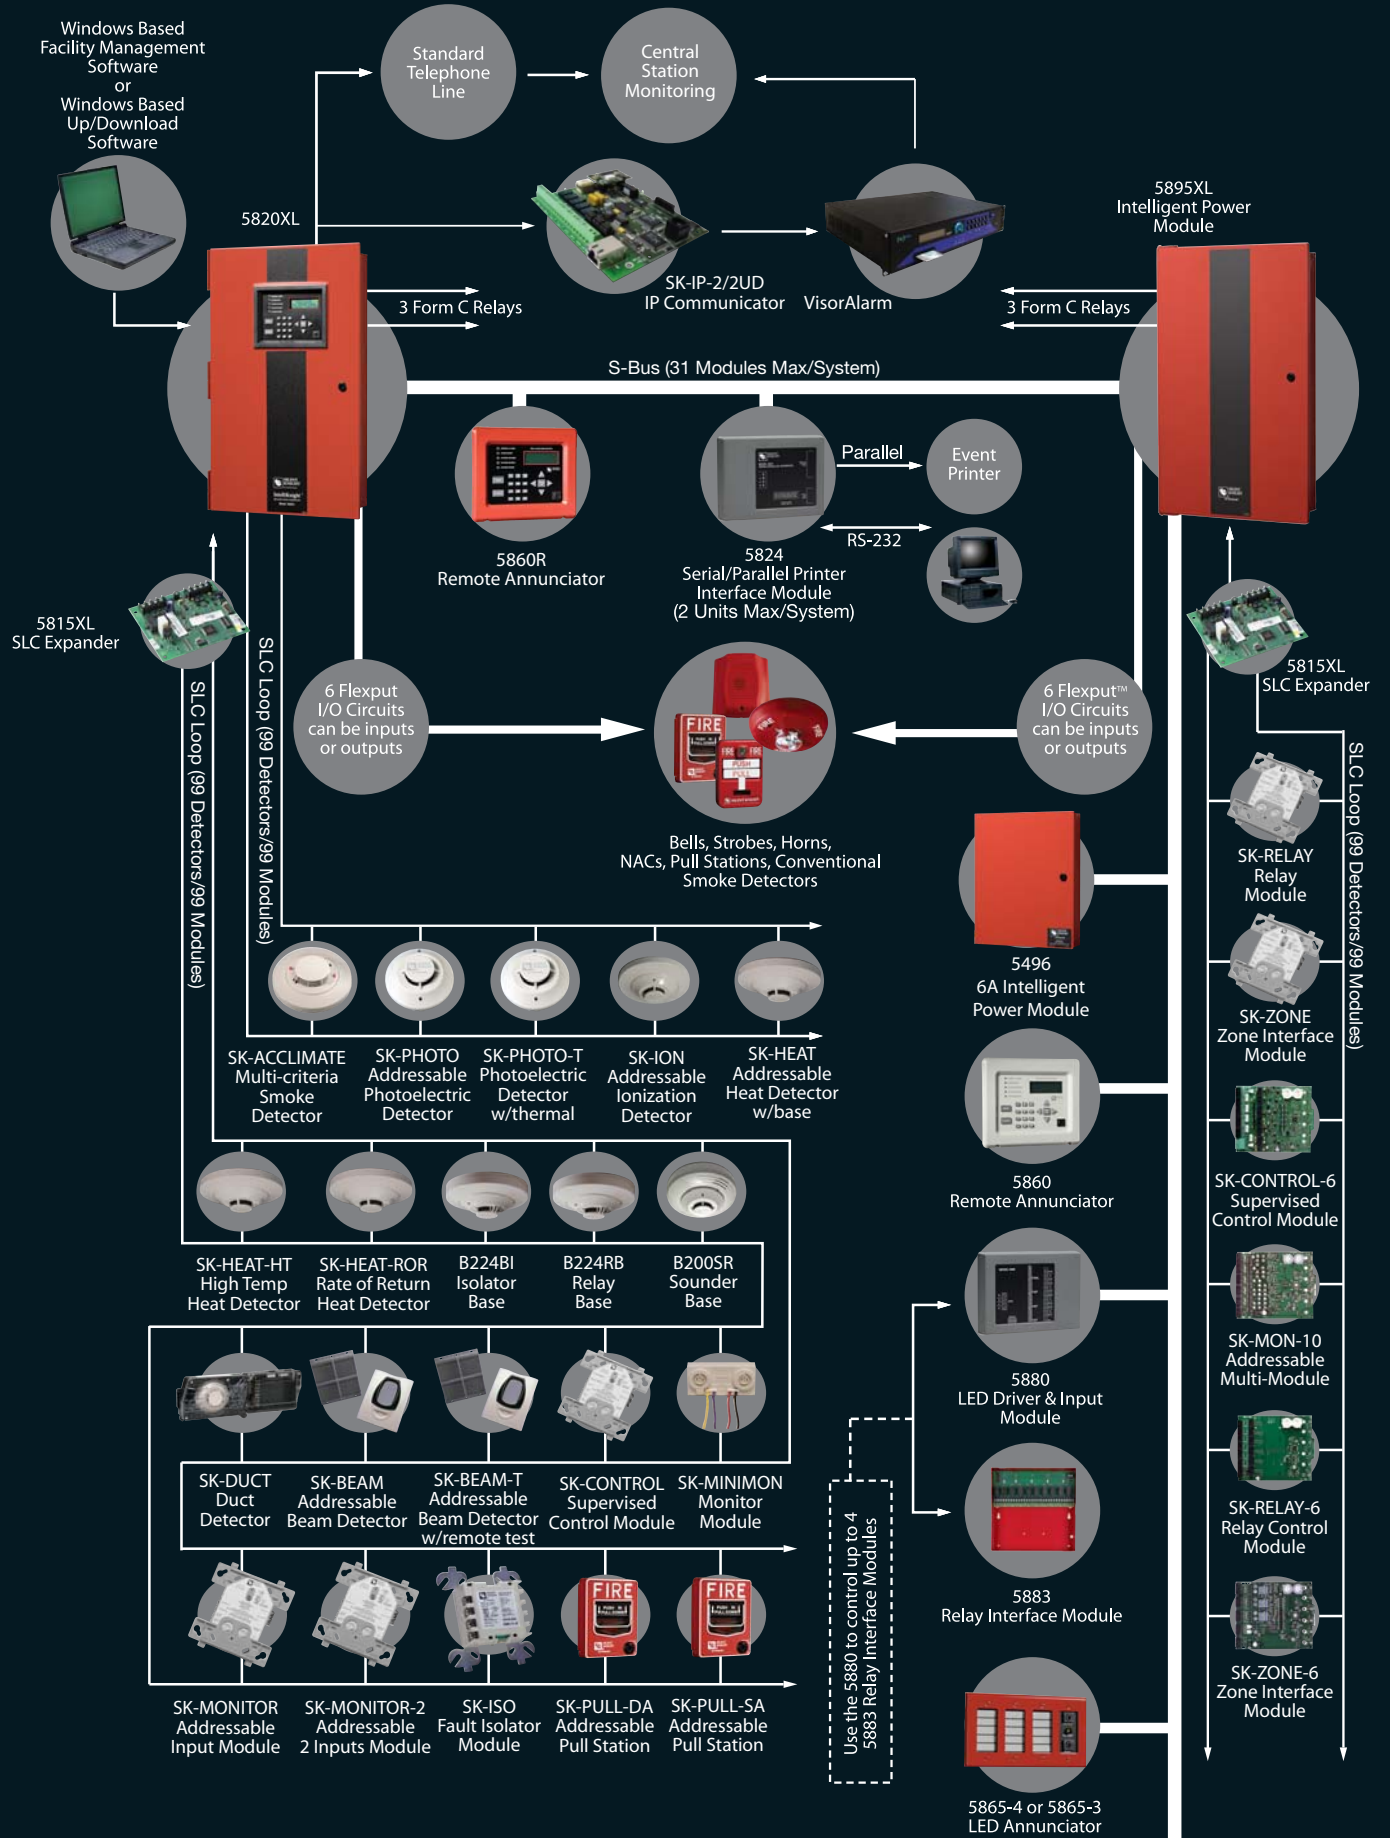 Windows Based
Facility Management
Software
or
Windows Based
Up/Download
Software
Standard
Telephone
Line
Central
Station
Monitoring
5820XL
SK-IP-2/2UD
IP Communicator
VisorAlarm
5895XL
Intelligent Power
Module
3 Form C Relays
3 Form C Relays
S-Bus (31 Modules Max/System)
5860R
Remote Annunciator
Parallel
Event
Printer
RS-232
5824
Serial/Parallel Printer
Interface Module
(2 Units Max/System)
5815XL
SLC Expander
5815XL
SLC Expander
SLC Loop (99 Detectors/99 Modules)
SLC Loop (99 Detectors/99 Modules)
SLC Loop (99 Detectors/99 Modules)
6 Flexput
I/O Circuits
can be inputs
or outputs
FIRE
FIRE
FIRE
PUSH
PULL
FIRE
FIRE
6 Flexput™
I/O Circuits
can be inputs
or outputs
Bells, Strobes, Horns,
NACs, Pull Stations, Conventional
Smoke Detectors
SK-RELAY
Relay
Module
5496
6A Intelligent
Power Module
SK-ZONE
Zone Interface
Module
SK-ACCLIMATE
Multi-criteria
Smoke
Detector
SK-PHOTO
Addressable
Photoelectric
Detector
SK-PHOTO-T
Photoelectric
Detector
w/thermal
SK-ION
Addressable
Ionization
Detector
SK-HEAT
Addressable
Heat Detector
w/base
5860
Remote Annunciator
SK-CONTROL-6
Supervised
Control Module
SK-HEAT-HT
High Temp
Heat Detector
SK-HEAT-ROR
Rate of Return
Heat Detector
B224BI
Isolator
Base
B224RB
Relay
Base
B200SR
Sounder
Base
5880
LED Driver & Input
Module
SK-MON-10
Addressable
Multi-Module
SK-DUCT
Duct
Detector
SK-BEAM
Addressable
Beam Detector
SK-BEAM-T
Addressable
Beam Detector
w/remote test
SK-CONTROL
Supervised
Control Module
SK-MINIMON
Monitor
Module
Use the 5880 to control up to 4
5883 Relay Interface Modules
5883
Relay Interface Module
SK-RELAY-6
Relay Control
Module
FIRE
FIRE
SK-MONITOR
Addressable
Input Module
SK-MONITOR-2
Addressable
2 Inputs Module
SK-ISO
Fault Isolator
Module
SK-PULL-DA
Addressable
Pull Station
SK-PULL-SA
Addressable
Pull Station
SK-ZONE-6
Zone Interface
Module
5865-4 or 5865-3
LED Annunciator